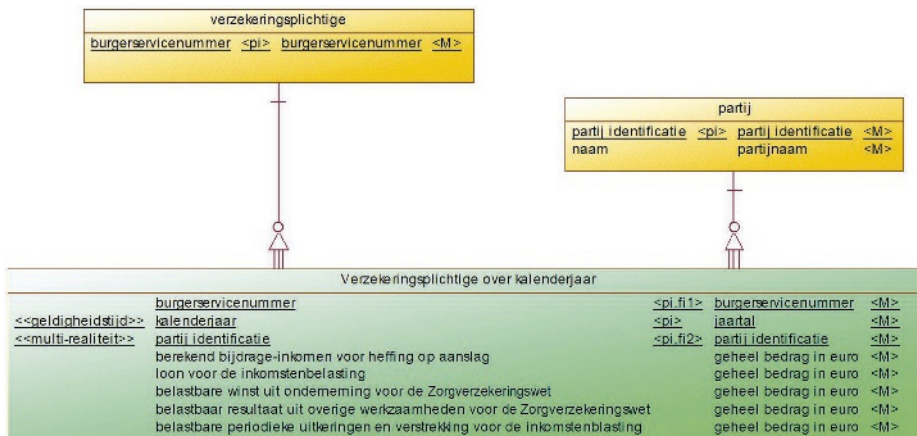 verzekeringsplichtige
burgerservicenummer <pi> burgerservicenummer <M>
partij
partij identificatie <pi> partij identificatie <M>
naam partijnaam <M>
Verzekeringsplichtige over kalenderjaar
burgerservicenummer <pi.fi1> burgerservicenummer <M>
<<geldigheidstijd>> kalenderjaar <pi> jaartal <M>
<<multi-realiteit>> partij identificatie <pi.fi2> partij identificatie <M>
berekend bijdrage-inkomen voor heffing op aanslag geheel bedrag in euro <M>
loon voor de inkomstenbelasting geheel bedrag in euro <M>
belastbare winst uit onderneming voor de Zorgverzekeringswet geheel bedrag in euro <M>
belastbaar resultaat uit overige werkzaamheden voor de Zorgverzekeringswet geheel bedrag in euro <M>
belastbare periodieke uitkeringen en verstrekking voor de inkomstenblasting geheel bedrag in euro <M>